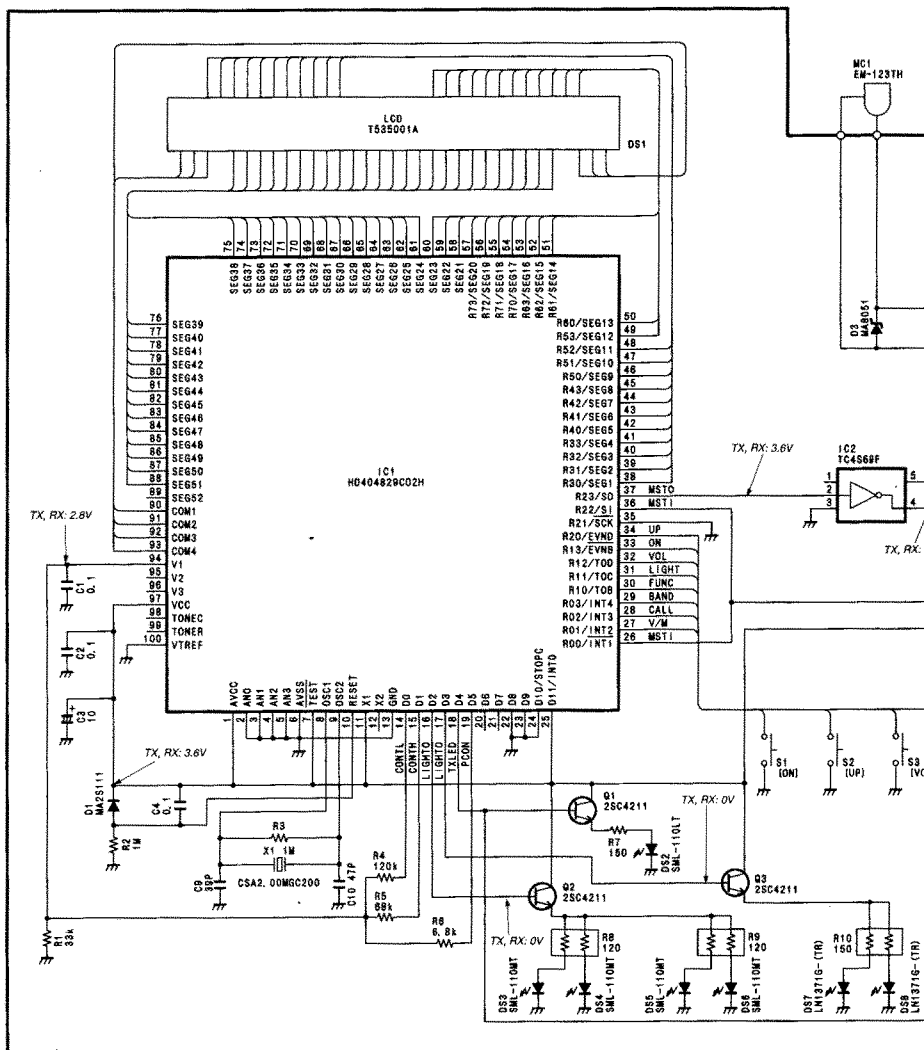 MC1
EM-123TH
LCD
T535001A
DS1
75 74 73 72 71 70 69 68 67 66 65 64 63 62 61 60 59 58 57 56 55 54 53 52 51
SEG38
SEG37
SEG36
SEG35
SEG34
SEG33
SEG32
SEG31
SEG30
SEG29
SEG28
SEG27
SEG26
SEG25
SEG24
SEG23
SEG22
SEG21
R73/SEG20
R72/SEG19
R71/SEG18
R70/SEG17
R63/SEG16
R62/SEG15
R61/SEG14
76 SEG39
77 SEG40
78 SEG41
79 SEG42
80 SEG43
81 SEG44
82 SEG45
83 SEG46
84 SEG47
85 SEG48
86 SEG49
87 SEG50
88 SEG51
89 SEG52
90 COM1
91 COM2
92 COM3
93 COM4
94 V1
95 V2
96 V3
97 VCC
98 TONEC
99 TONER
100 VTREF
IC1
HD404829C02H
R60/SEG13 50
R53/SEG12 49
R52/SEG11 48
R51/SEG10 47
R50/SEG9 46
R43/SEG8 45
R42/SEG7 44
R41/SEG6 43
R40/SEG5 42
R33/SEG4 41
R32/SEG3 40
R31/SEG2 39
R30/SEG1 38
R23/SO 37 MSTO
R22/SI 36 MSTI
R21/SCK 35
R20/EVND 34 UP
R13/EVNB 33 ON
R12/TOD 32 VOL
R11/TOC 31 LIGHT
R10/TOB 30 FUNC
R03/INT4 29 BAND
R02/INT3 28 CALL
R01/INT2 27 V/M
R00/INT1 26 MSTI
D3
MA8051
TX, RX: 3.6V
IC2
TC4S69F
1
2
3
5
4
TX, RX:
TX, RX: 2.8V
C1
0.1
C2
0.1
C3
10
AVCC
AN0
AN1
AN2
AN3
AVSS
TEST
OSC1
OSC2
RESET
X1
X2
GND
D0
D1
D2
D3
D4
D5
D6
D7
D8
D9
D10/STOPC
D11/INT0
1 2 3 4 5 6 7 8 9 10 11 12 13 14 15 16 17 18 19 20 21 22 23 24 25
CONTL
CONTH
LIGHTO
LIGHTO
TXLED
PCON
TX, RX: 3.6V
D1
MA2S111
C4
0.1
R2
1M
R3
1M
X1
CSA2.00MGC200
C9
39P
C10 47P
R4
120k
R5
68k
R6
6.8k
R1
33k
Q1
2SC4211
R7
150
DS2
SML-110LT
TX, RX: 0V
Q2
2SC4211
TX, RX: 0V
Q3
2SC4211
R8
120
R9
120
R10
150
DS3
SML-110MT
DS4
SML-110MT
DS5
SML-110MT
DS6
SML-110MT
DS7
LN1371G-(TR)
DS8
LN1371G-(TR)
S1
[ON]
S2
[UP]
S3
[VO